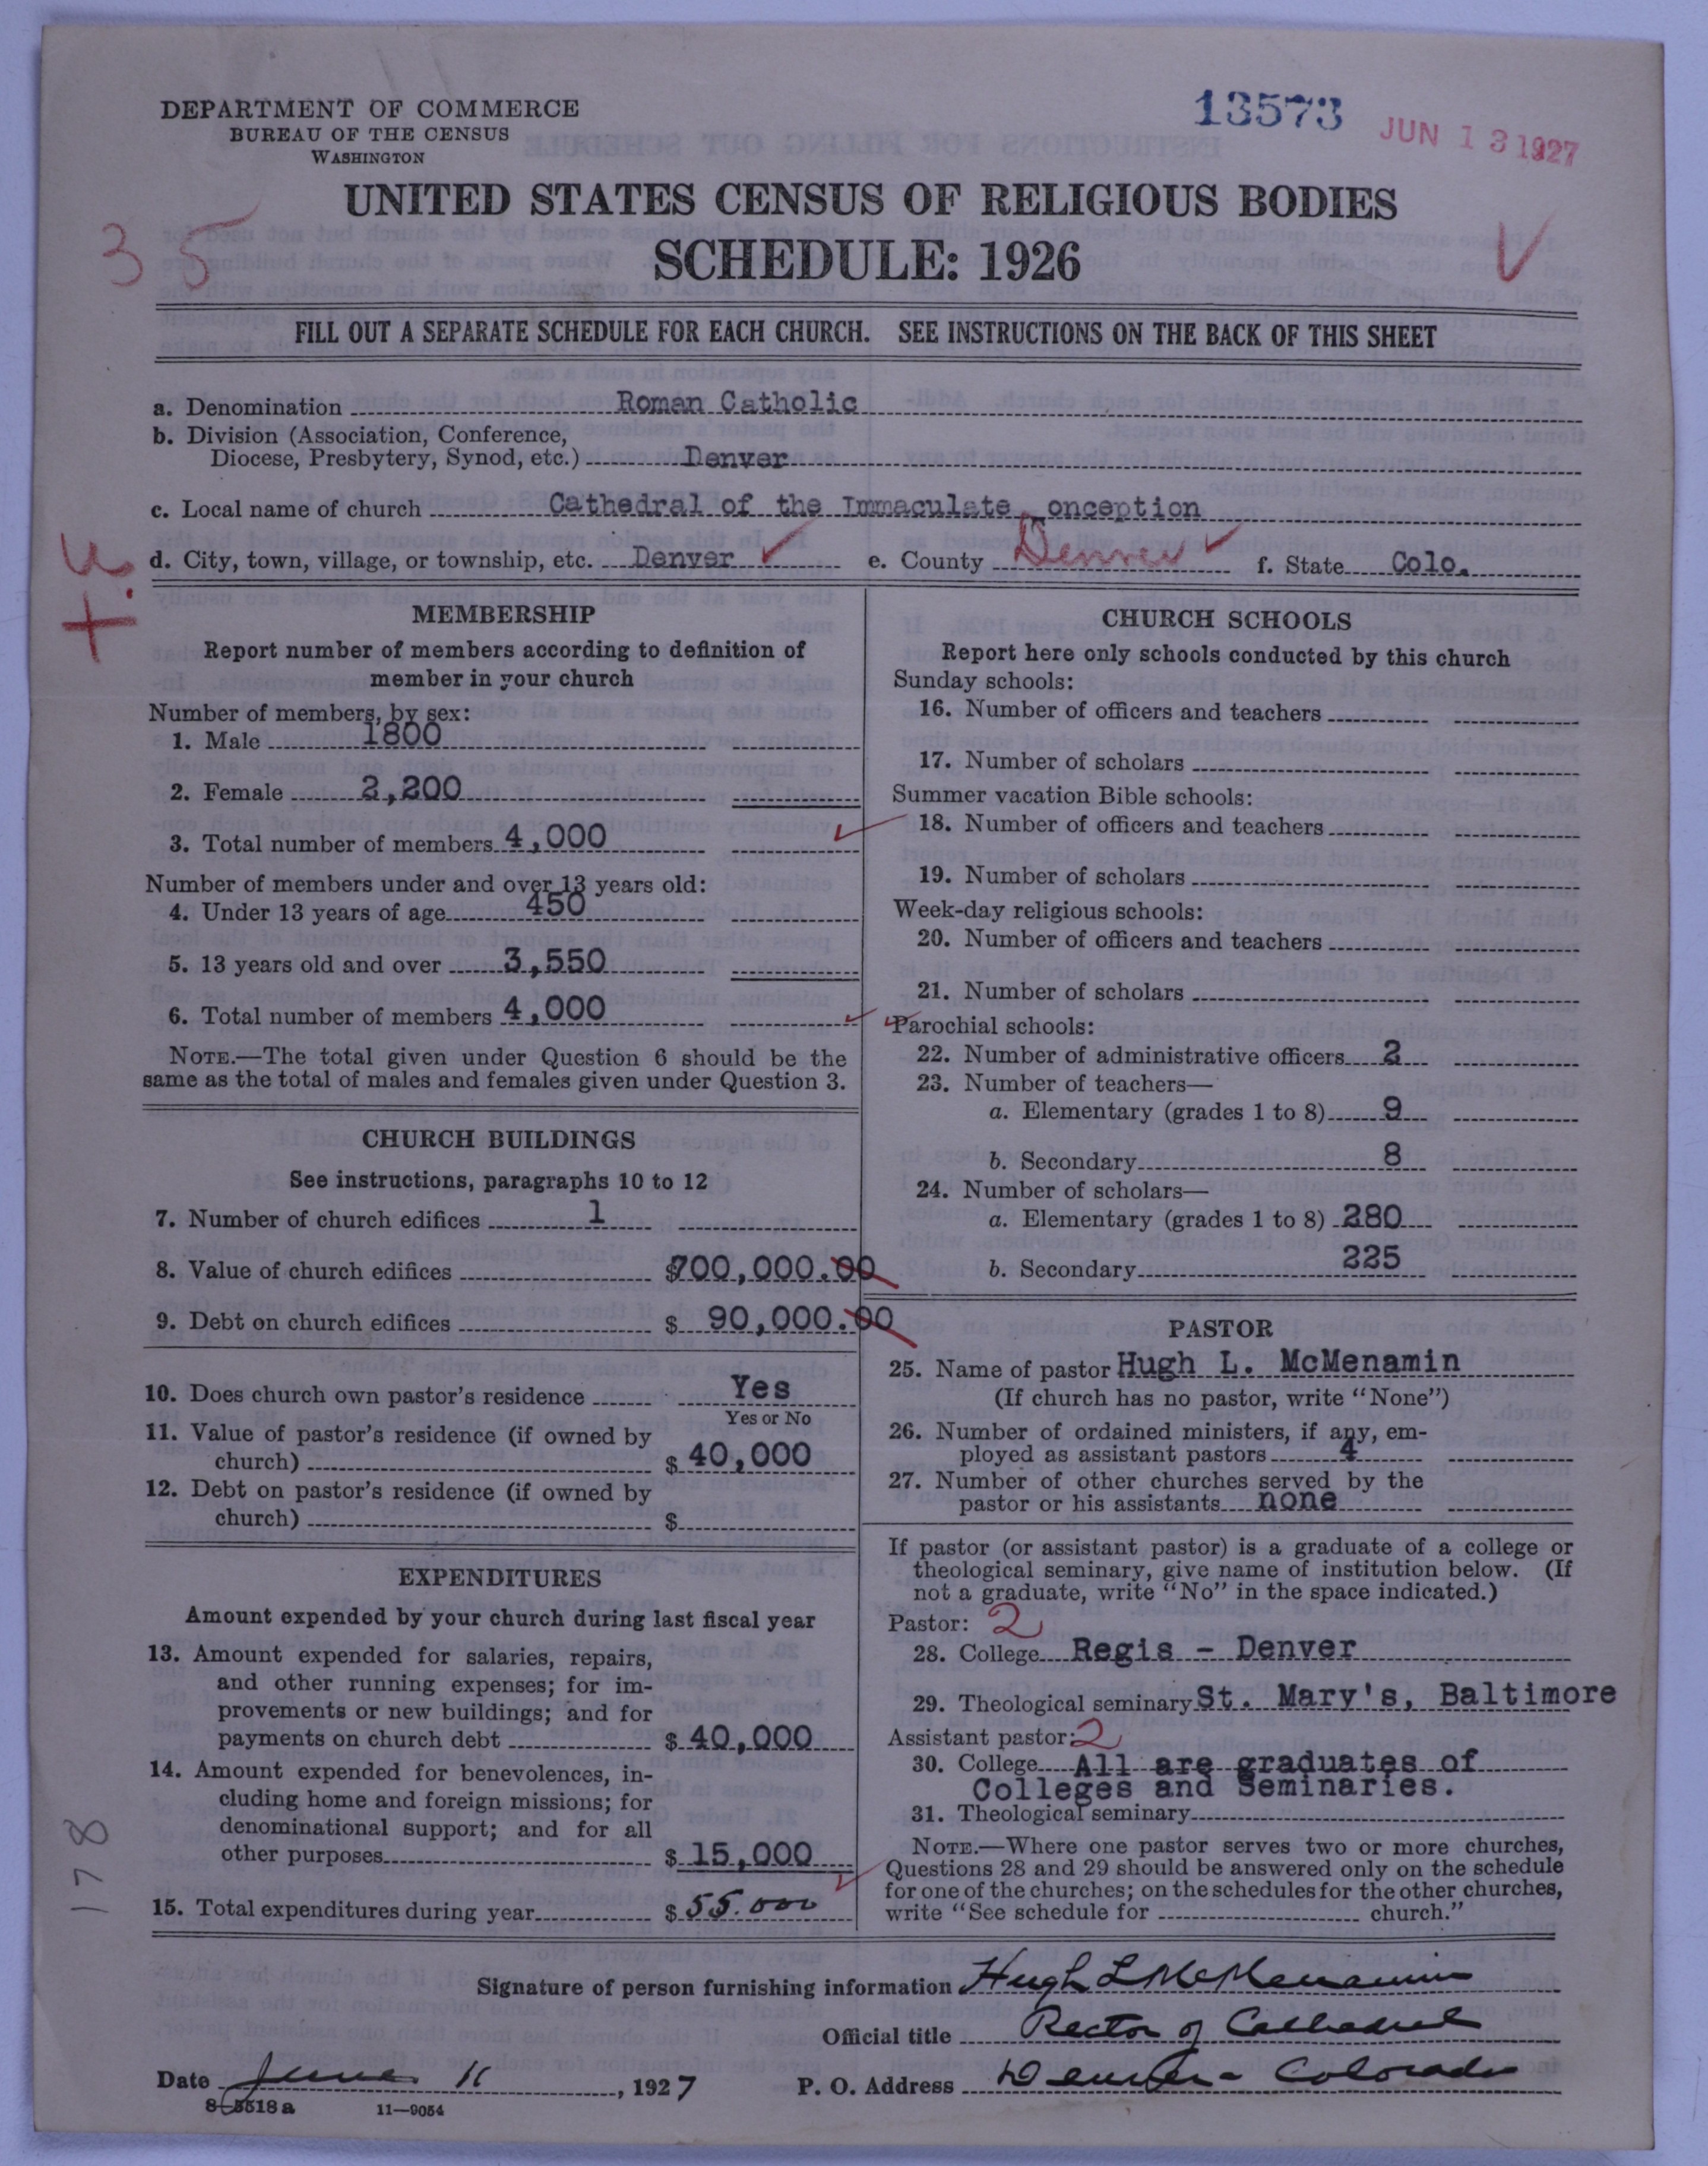 DEPARTMENT OF COMMERCE
BUREAU OF THE CENSUS
WASHINGTON
13573
JUN 13 1927
UNITED STATES CENSUS OF RELIGIOUS BODIES
SCHEDULE: 1926
35
FILL OUT A SEPARATE SCHEDULE FOR EACH CHURCH. SEE INSTRUCTIONS ON THE BACK OF THIS SHEET
a. Denomination Roman Catholic
b. Division (Association, Conference,
Diocese, Presbytery, Synod, etc.) Denver
c. Local name of church Cathedral of the Immaculate onception
d. City, town, village, or township, etc. Denver e. County Denver f. State Colo.
MEMBERSHIP
Report number of members according to definition of
member in your church
Number of members, by sex:
1. Male 1800
2. Female 2,200
3. Total number of members 4,000
Number of members under and over 13 years old:
4. Under 13 years of age 450
5. 13 years old and over 3,550
6. Total number of members 4,000
NOTE.—The total given under Question 6 should be the
same as the total of males and females given under Question 3.
CHURCH BUILDINGS
See instructions, paragraphs 10 to 12
7. Number of church edifices 1
8. Value of church edifices $700,000.00
9. Debt on church edifices $ 90,000.00
10. Does church own pastor's residence Yes
Yes or No
11. Value of pastor's residence (if owned by
church) $ 40,000
12. Debt on pastor's residence (if owned by
church) $
EXPENDITURES
Amount expended by your church during last fiscal year
13. Amount expended for salaries, repairs,
and other running expenses; for im-
provements or new buildings; and for
payments on church debt $ 40,000
14. Amount expended for benevolences, in-
cluding home and foreign missions; for
denominational support; and for all
other purposes $ 15,000
15. Total expenditures during year $ 55.000
178
CHURCH SCHOOLS
Report here only schools conducted by this church
Sunday schools:
16. Number of officers and teachers
17. Number of scholars
Summer vacation Bible schools:
18. Number of officers and teachers
19. Number of scholars
Week-day religious schools:
20. Number of officers and teachers
21. Number of scholars
Parochial schools:
22. Number of administrative officers 2
23. Number of teachers—
a. Elementary (grades 1 to 8) 9
b. Secondary 8
24. Number of scholars—
a. Elementary (grades 1 to 8) 280
b. Secondary 225
PASTOR
25. Name of pastor Hugh L. McMenamin
(If church has no pastor, write "None")
26. Number of ordained ministers, if any, em-
ployed as assistant pastors 4
27. Number of other churches served by the
pastor or his assistants none
If pastor (or assistant pastor) is a graduate of a college or
theological seminary, give name of institution below. (If
not a graduate, write "No" in the space indicated.)
Pastor: 2
28. College Regis - Denver
29. Theological seminary St. Mary's, Baltimore
Assistant pastor: 2
30. College All are graduates of
Colleges and Seminaries.
31. Theological seminary
NOTE.—Where one pastor serves two or more churches,
Questions 28 and 29 should be answered only on the schedule
for one of the churches; on the schedules for the other churches,
write "See schedule for church."
Signature of person furnishing information Hugh L McMenamin
Official title Rector of Cathedral
Date June 11, 1927 P. O. Address Denver - Colorado
8-5518a 11—9054